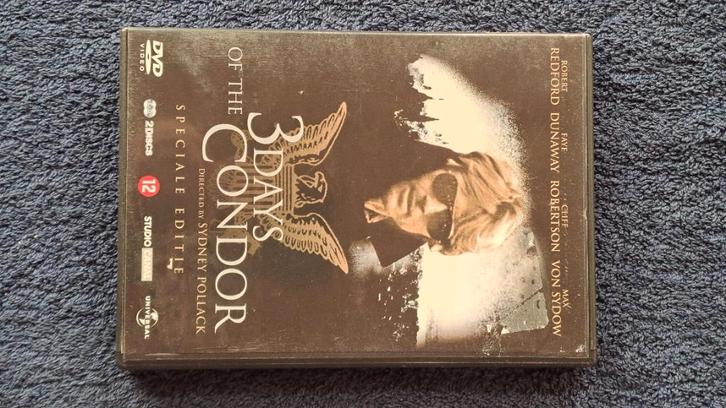 ROBERT FAYE CLIFF MAX
REDFORD DUNAWAY ROBERTSON VON SYDOW
3 DAYS
OF THE CONDOR
DIRECTED BY SYDNEY POLLACK
SPECIALE EDITIE
DVD
VIDEO
2 DISCS
12
STUDIO CANAL
UNIVERSAL